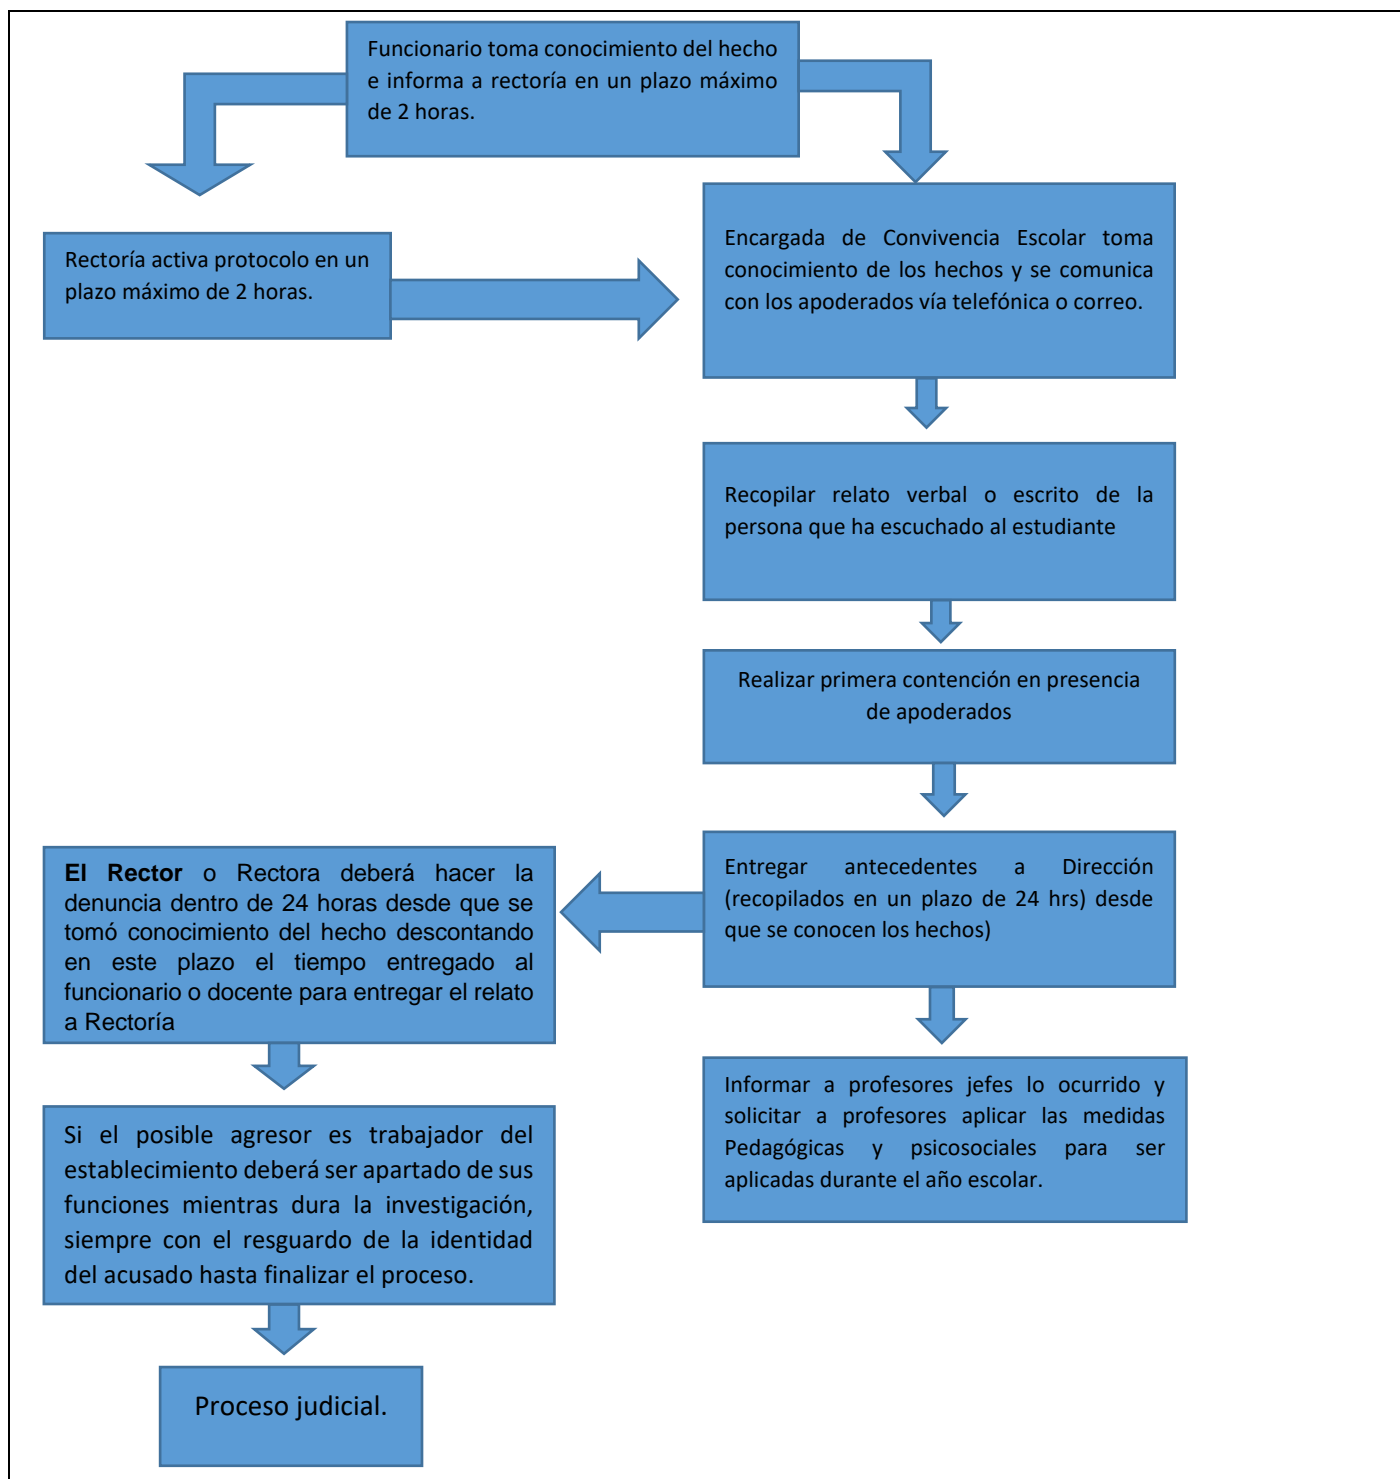 Funcionario toma conocimiento del hecho
e informa a rectoría en un plazo máximo
de 2 horas.
Rectoría activa protocolo en un
plazo máximo de 2 horas.
Encargada de Convivencia Escolar toma
conocimiento de los hechos y se comunica
con los apoderados vía telefónica o correo.
Recopilar relato verbal o escrito de la
persona que ha escuchado al estudiante
Realizar primera contención en presencia
de apoderados
Entregar antecedentes a Dirección
(recopilados en un plazo de 24 hrs) desde
que se conocen los hechos)
El Rector o Rectora deberá hacer la
denuncia dentro de 24 horas desde que se
tomó conocimiento del hecho descontando
en este plazo el tiempo entregado al
funcionario o docente para entregar el relato
a Rectoría
Informar a profesores jefes lo ocurrido y
solicitar a profesores aplicar las medidas
Pedagógicas y psicosociales para ser
aplicadas durante el año escolar.
Si el posible agresor es trabajador del
establecimiento deberá ser apartado de sus
funciones mientras dura la investigación,
siempre con el resguardo de la identidad
del acusado hasta finalizar el proceso.
Proceso judicial.